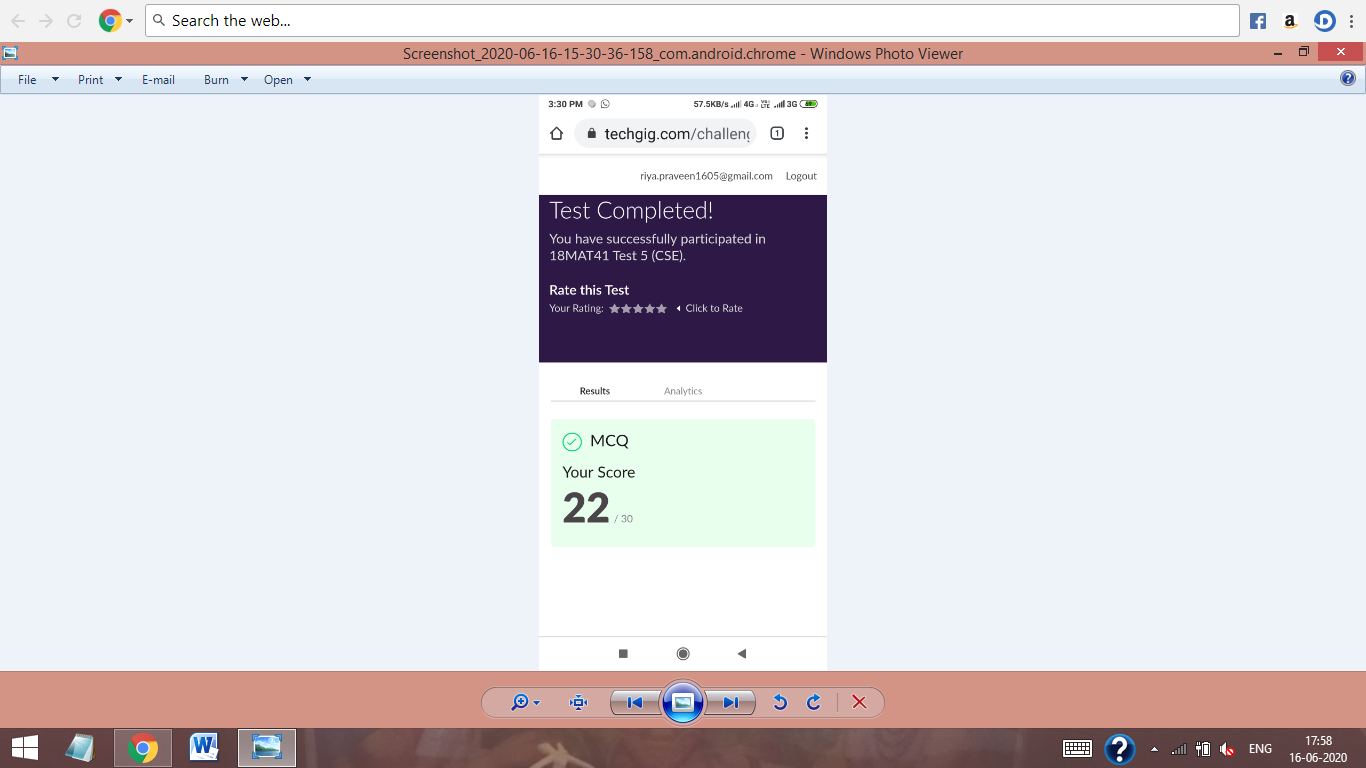 Search the web...
Screenshot_2020-06-16-15-30-36-158_com.android.chrome - Windows Photo Viewer
File Print E-mail Burn Open
3:30 PM 57.5KB/s 4G 3G
techgig.com/challeng
1
riya.praveen1605@gmail.com Logout
Test Completed!
You have successfully participated in
18MAT41 Test 5 (CSE).
Rate this Test
Your Rating: Click to Rate
Results Analytics
MCQ
Your Score
22 / 30
ENG
17:58
16-06-2020